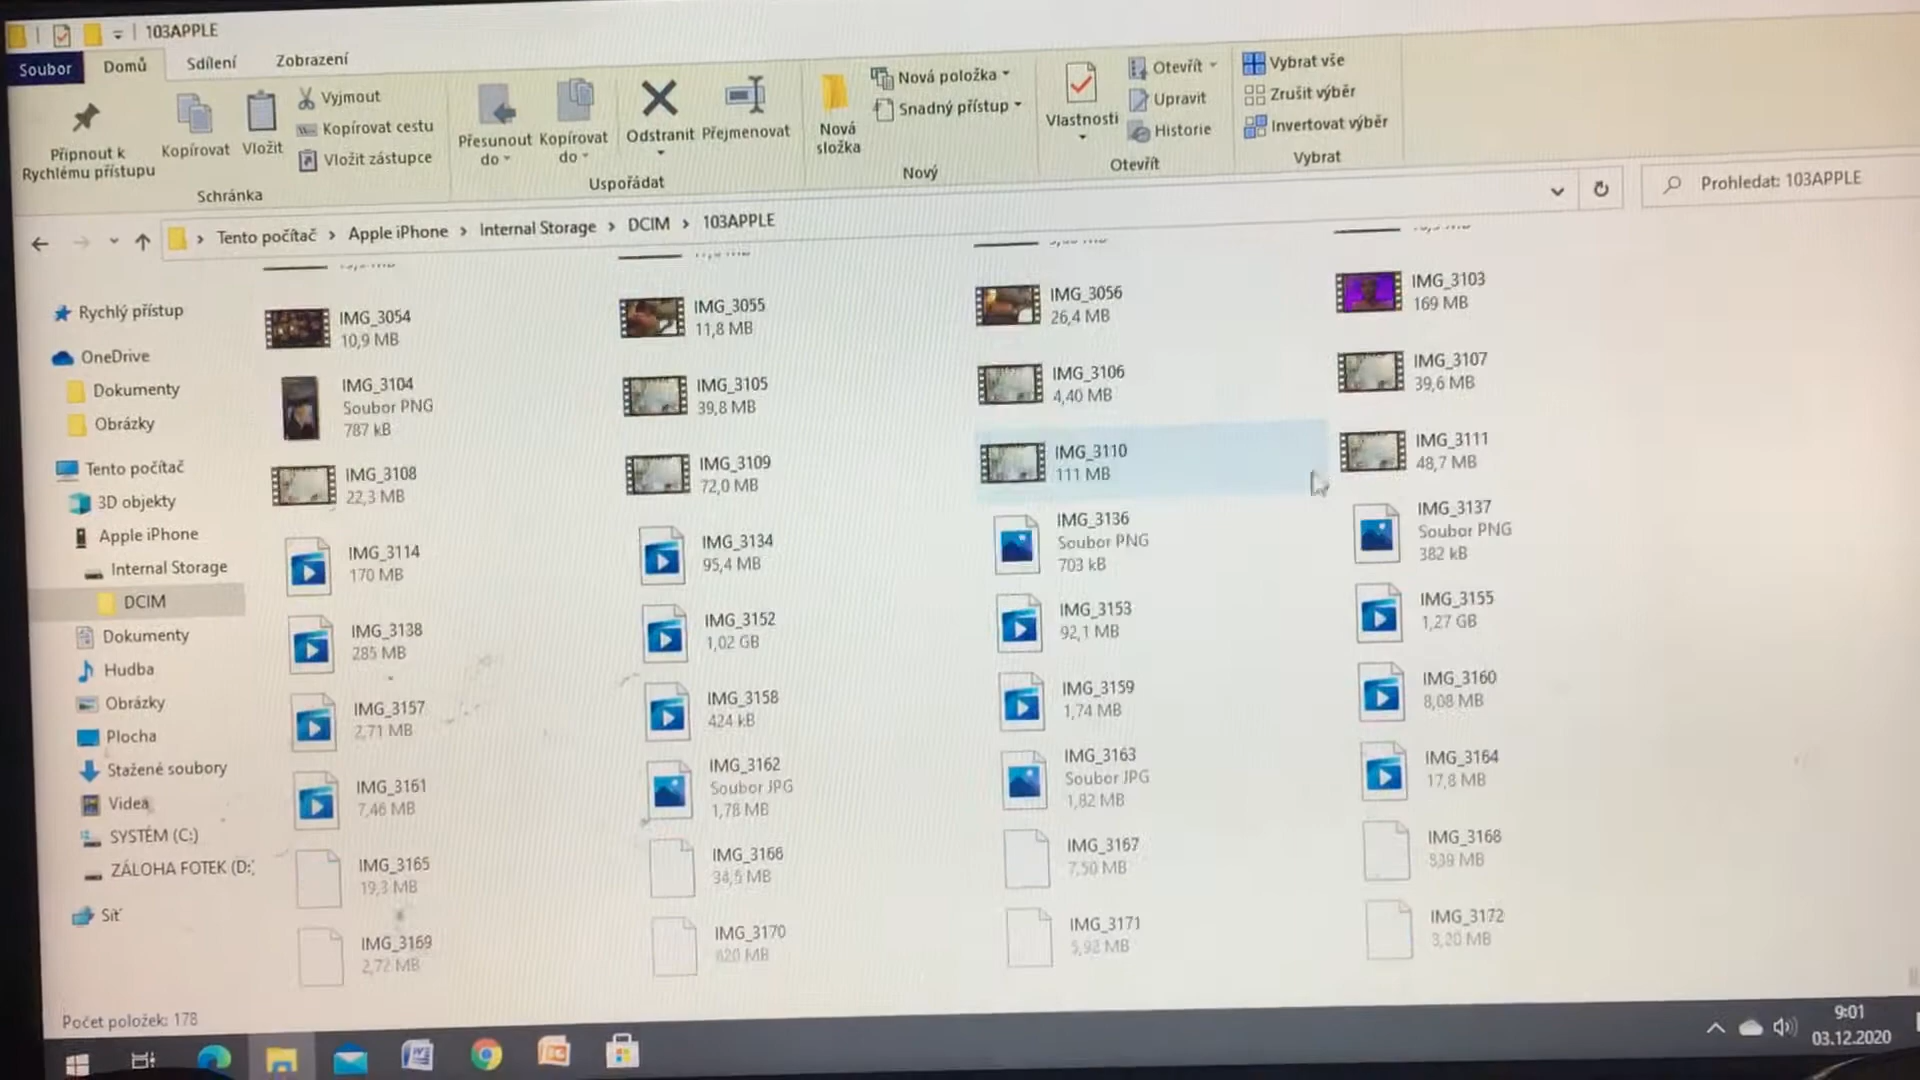 103APPLE
Soubor
Domů
Sdílení
Zobrazení
Připnout k
Rychlému přístupu
Kopírovat
Vložit
Vyjmout
Kopírovat cestu
Vložit zástupce
Schránka
Přesunout
do
Kopírovat
do
Odstranit
Přejmenovat
Uspořádat
Nová
složka
Nová položka
Snadný přístup
Nový
Vlastnosti
Otevřít
Upravit
Historie
Otevřít
Vybrat vše
Zrušit výběr
Invertovat výběr
Vybrat
Tento počítač › Apple iPhone › Internal Storage › DCIM › 103APPLE
Prohledat: 103APPLE
Rychlý přístup
OneDrive
Dokumenty
Obrázky
Tento počítač
3D objekty
Apple iPhone
Internal Storage
DCIM
Dokumenty
Hudba
Obrázky
Plocha
Stažené soubory
Videa
SYSTÉM (C:)
ZÁLOHA FOTEK (D:)
Síť
IMG_3054
10,9 MB
IMG_3055
11,8 MB
IMG_3056
26,4 MB
IMG_3103
169 MB
IMG_3104
Soubor PNG
787 kB
IMG_3105
39,8 MB
IMG_3106
4,40 MB
IMG_3107
39,6 MB
IMG_3108
22,3 MB
IMG_3109
72,0 MB
IMG_3110
111 MB
IMG_3111
48,7 MB
IMG_3114
170 MB
IMG_3134
95,4 MB
IMG_3136
Soubor PNG
703 kB
IMG_3137
Soubor PNG
382 kB
IMG_3138
285 MB
IMG_3152
1,02 GB
IMG_3153
92,1 MB
IMG_3155
1,27 GB
IMG_3157
2,71 MB
IMG_3158
424 kB
IMG_3159
1,74 MB
IMG_3160
8,08 MB
IMG_3161
7,46 MB
IMG_3162
Soubor JPG
1,78 MB
IMG_3163
Soubor JPG
1,82 MB
IMG_3164
17,8 MB
IMG_3165
19,3 MB
IMG_3166
34,5 MB
IMG_3167
7,50 MB
IMG_3168
MB
IMG_3169
2,72 MB
IMG_3170
MB
IMG_3171
5,92 MB
IMG_3172
3,20 MB
Počet položek: 178
9:01
03.12.2020